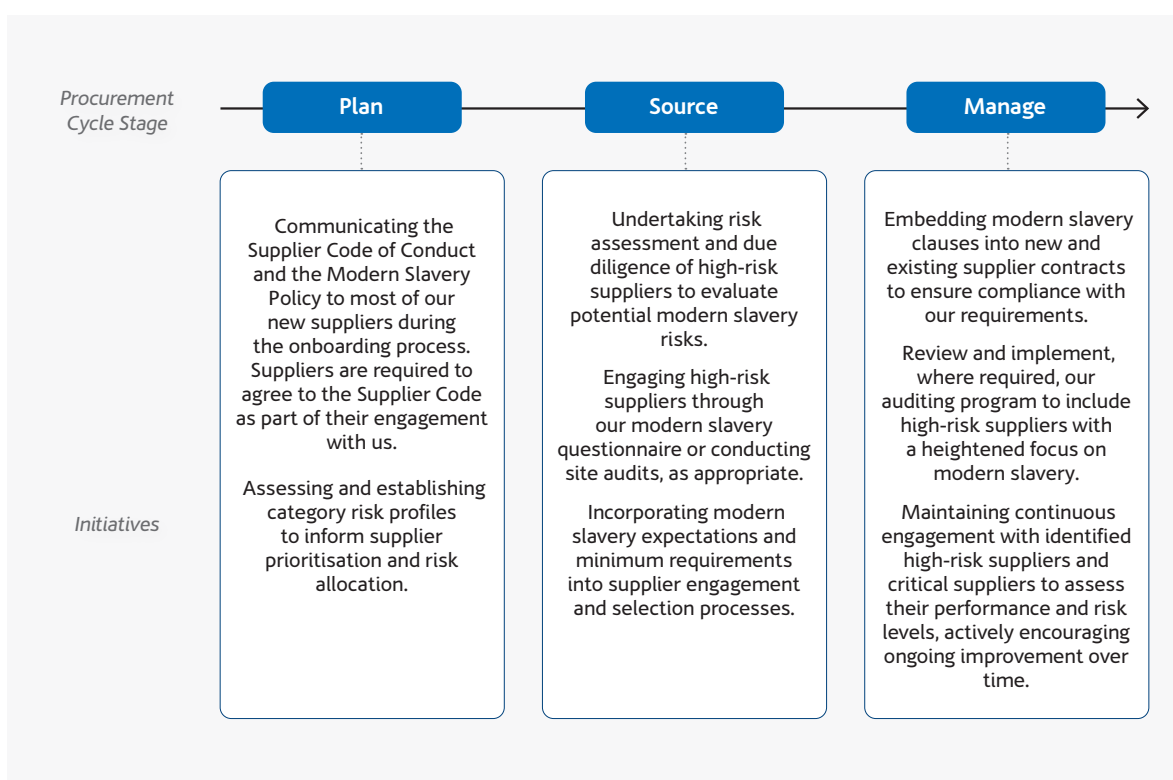 Procurement
Cycle Stage
Plan
Source
Manage
Initiatives
Communicating the
Supplier Code of Conduct
and the Modern Slavery
Policy to most of our
new suppliers during
the onboarding process.
Suppliers are required to
agree to the Supplier Code
as part of their engagement
with us.
Assessing and establishing
category risk profiles
to inform supplier
prioritisation and risk
allocation.
Undertaking risk
assessment and due
diligence of high-risk
suppliers to evaluate
potential modern slavery
risks.
Engaging high-risk
suppliers through
our modern slavery
questionnaire or conducting
site audits, as appropriate.
Incorporating modern
slavery expectations and
minimum requirements
into supplier engagement
and selection processes.
Embedding modern slavery
clauses into new and
existing supplier contracts
to ensure compliance with
our requirements.
Review and implement,
where required, our
auditing program to include
high-risk suppliers with
a heightened focus on
modern slavery.
Maintaining continuous
engagement with identified
high-risk suppliers and
critical suppliers to assess
their performance and risk
levels, actively encouraging
ongoing improvement over
time.